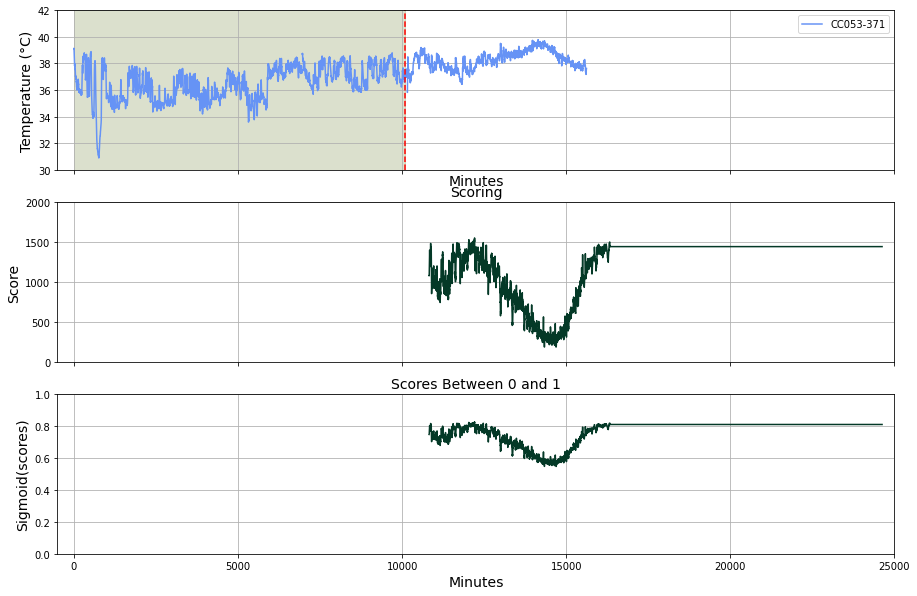 CC053-371
Temperature (°C)
42
40
38
36
34
32
30
Minutes
Scoring
Score
2000
1500
1000
500
0
Scores Between 0 and 1
Sigmoid(scores)
1.0
0.8
0.6
0.4
0.2
0.0
0 5000 10000 15000 20000 25000
Minutes